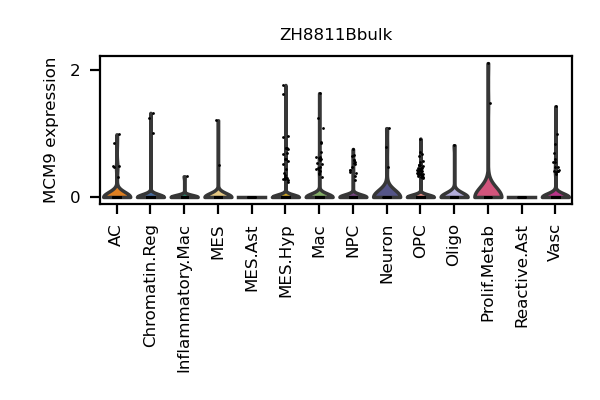 ZH8811Bbulk
MCM9 expression
2
0
AC
Chromatin.Reg
Inflammatory.Mac
MES
MES.Ast
MES.Hyp
Mac
NPC
Neuron
OPC
Oligo
Prolif.Metab
Reactive.Ast
Vasc